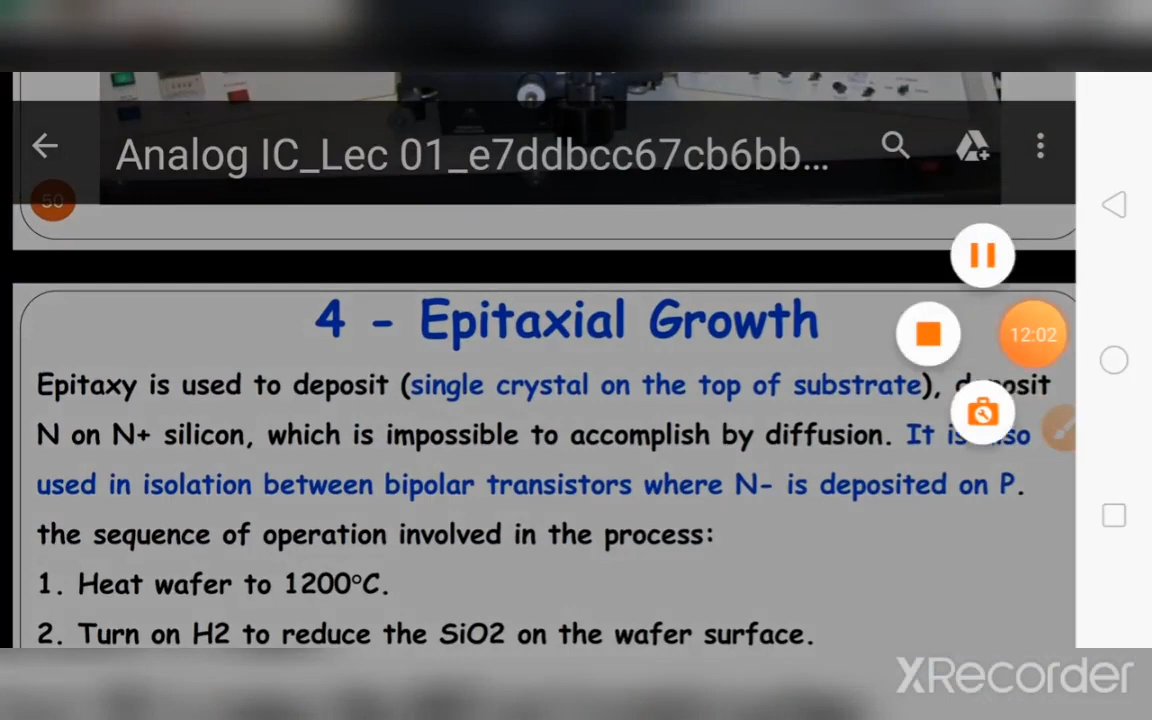 Analog IC_Lec 01_e7ddbcc67cb6bb...
50
4 - Epitaxial Growth
12:02
Epitaxy is used to deposit (single crystal on the top of substrate), deposit
N on N+ silicon, which is impossible to accomplish by diffusion. It is also
used in isolation between bipolar transistors where N- is deposited on P.
the sequence of operation involved in the process:
1. Heat wafer to 1200°C.
2. Turn on H2 to reduce the SiO2 on the wafer surface.
XRecorder